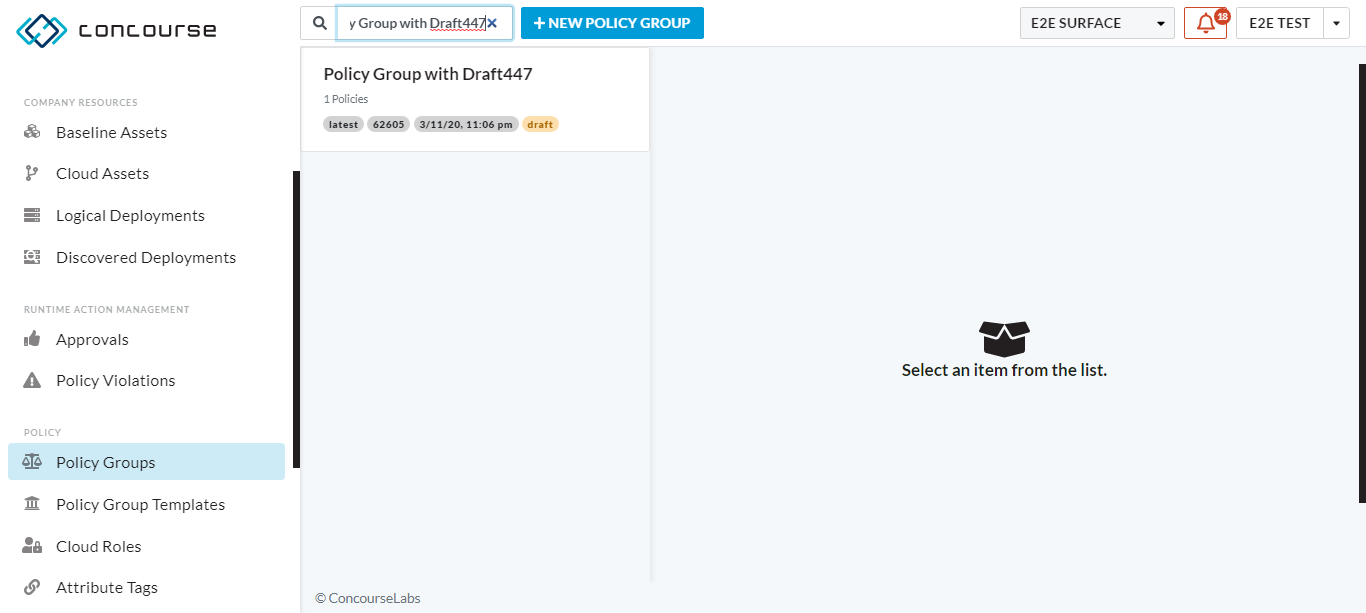 concourse
y Group with Draft447
NEW POLICY GROUP
E2E SURFACE
18
E2E TEST
COMPANY RESOURCES
Baseline Assets
Cloud Assets
Logical Deployments
Discovered Deployments
RUNTIME ACTION MANAGEMENT
Approvals
Policy Violations
POLICY
Policy Groups
Policy Group Templates
Cloud Roles
Attribute Tags
Policy Group with Draft447
1 Policies
latest 62605 3/11/20, 11:06 pm draft
Select an item from the list.
© ConcourseLabs